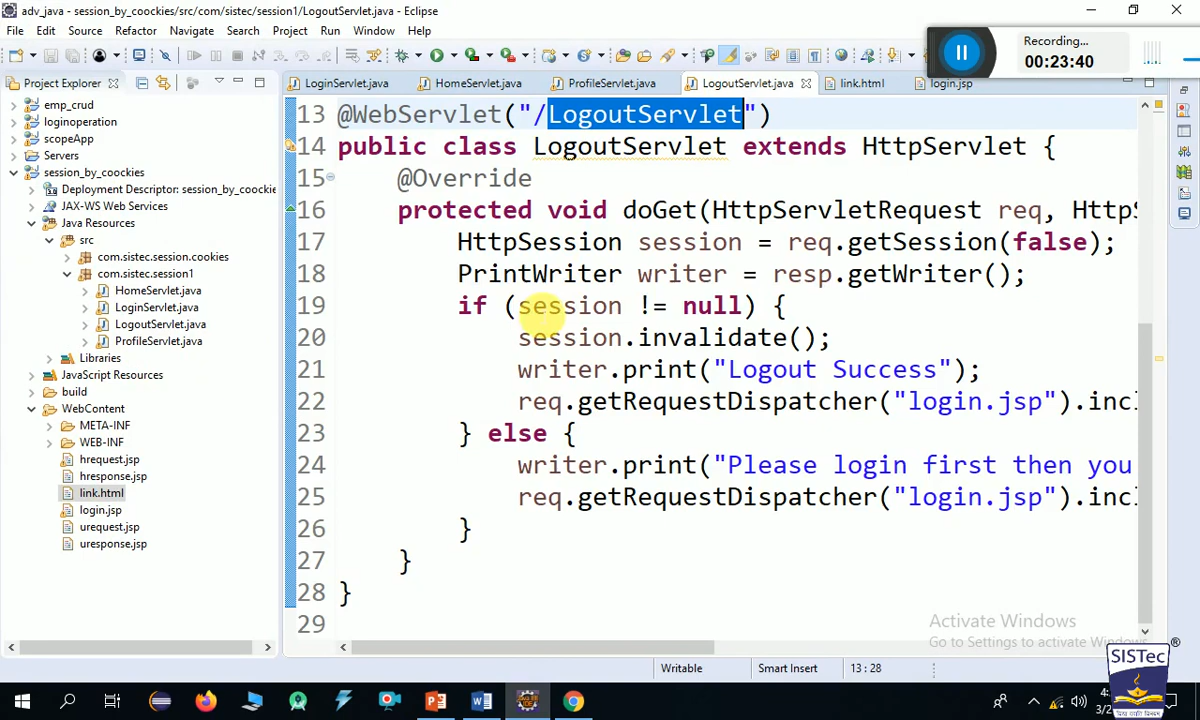 adv_java - session_by_coockies/src/com/sistec/session1/LogoutServlet.java - Eclipse
File Edit Source Refactor Navigate Search Project Run Window Help
Recording...
00:23:40
Project Explorer
LoginServlet.java
HomeServlet.java
ProfileServlet.java
LogoutServlet.java
link.html
login.jsp
emp_crud
loginoperation
scopeApp
Servers
session_by_coockies
Deployment Descriptor: session_by_coockie
JAX-WS Web Services
Java Resources
src
com.sistec.session.cookies
com.sistec.session1
HomeServlet.java
LoginServlet.java
LogoutServlet.java
ProfileServlet.java
Libraries
JavaScript Resources
build
WebContent
META-INF
WEB-INF
hrequest.jsp
hresponse.jsp
link.html
login.jsp
urequest.jsp
uresponse.jsp
13 @WebServlet("/LogoutServlet")
14 public class LogoutServlet extends HttpServlet {
15 @Override
16 protected void doGet(HttpServletRequest req, HttpS
17 HttpSession session = req.getSession(false);
18 PrintWriter writer = resp.getWriter();
19 if (session != null) {
20 session.invalidate();
21 writer.print("Logout Success");
22 req.getRequestDispatcher("login.jsp").incl
23 } else {
24 writer.print("Please login first then you
25 req.getRequestDispatcher("login.jsp").incl
26 }
27 }
28 }
29
Activate Windows
Go to Settings to activate Windows.
SISTec
®
Writable
Smart Insert
13 : 28